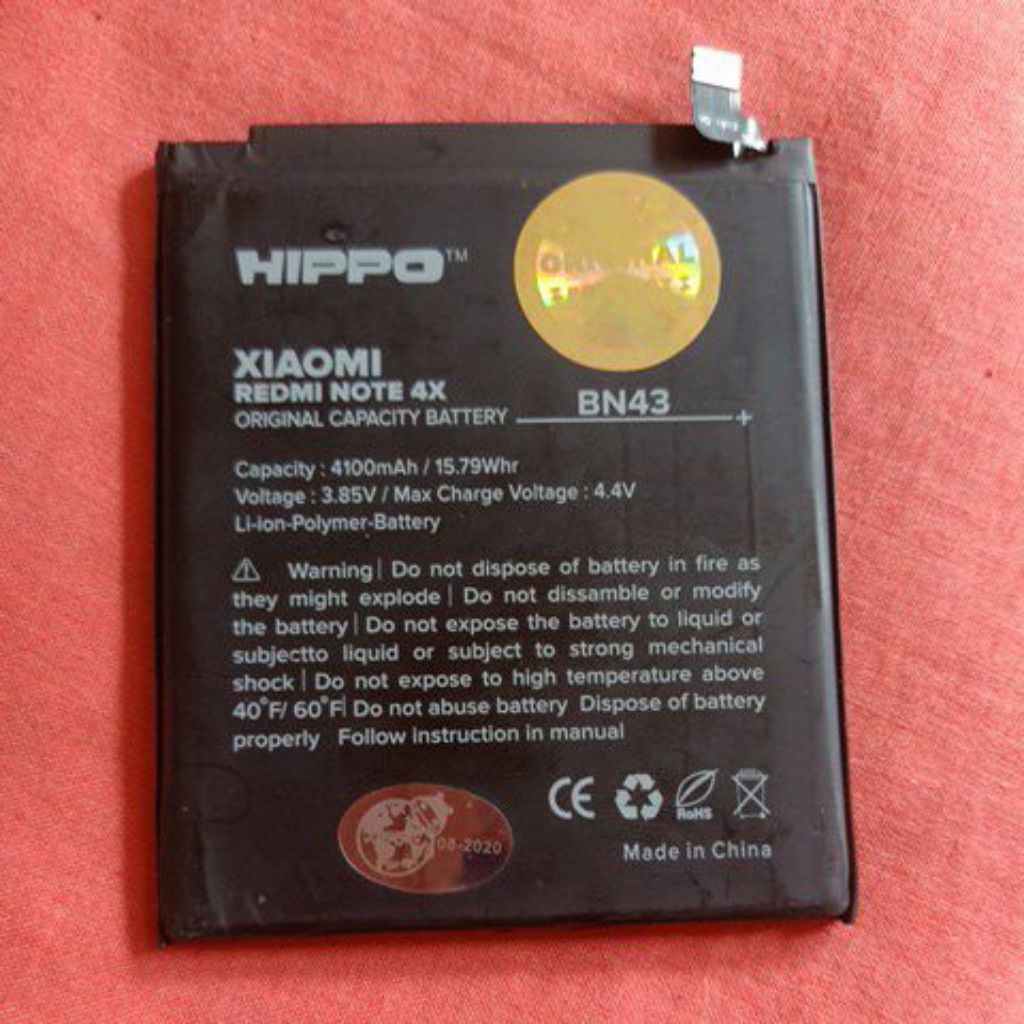 HIPPO™
XIAOMI
REDMI NOTE 4X
ORIGINAL CAPACITY BATTERY
BN43
+
Capacity : 4100mAh / 15.79Whr
Voltage : 3.85V / Max Charge Voltage : 4.4V
Li-ion-Polymer-Battery
Warning| Do not dispose of battery in fire as
they might explode | Do not dissamble or modify
the battery | Do not expose the battery to liquid or
subjectto liquid or subject to strong mechanical
shock | Do not expose to high temperature above
40°F/ 60°F| Do not abuse battery Dispose of battery
properly Follow instruction in manual
CE
RoHS
08-2020
Made in China